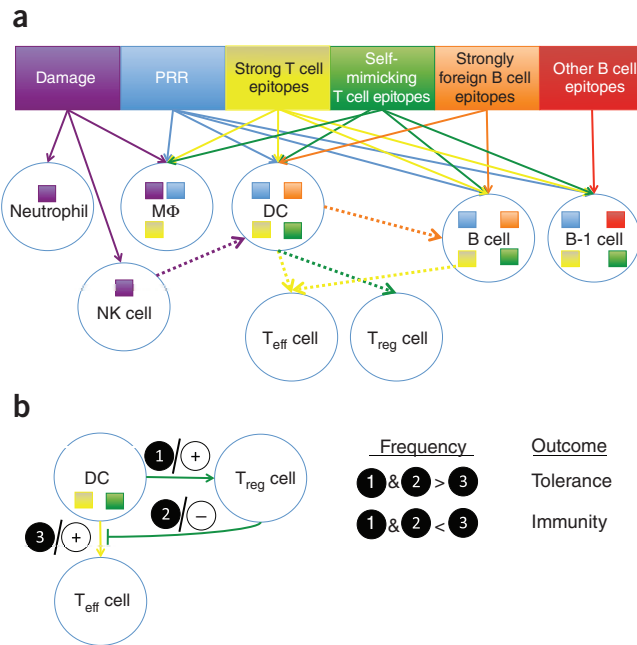 a
Damage
PRR
Strong T cell
epitopes
Self-
mimicking
T cell epitopes
Strongly
foreign B cell
epitopes
Other B cell
epitopes
Neutrophil
MΦ
DC
B cell
B-1 cell
NK cell
Teff cell
Treg cell
b
DC
1/+
Treg cell
2/−
3/+
Teff cell
Frequency Outcome
1 & 2 > 3 Tolerance
1 & 2 < 3 Immunity